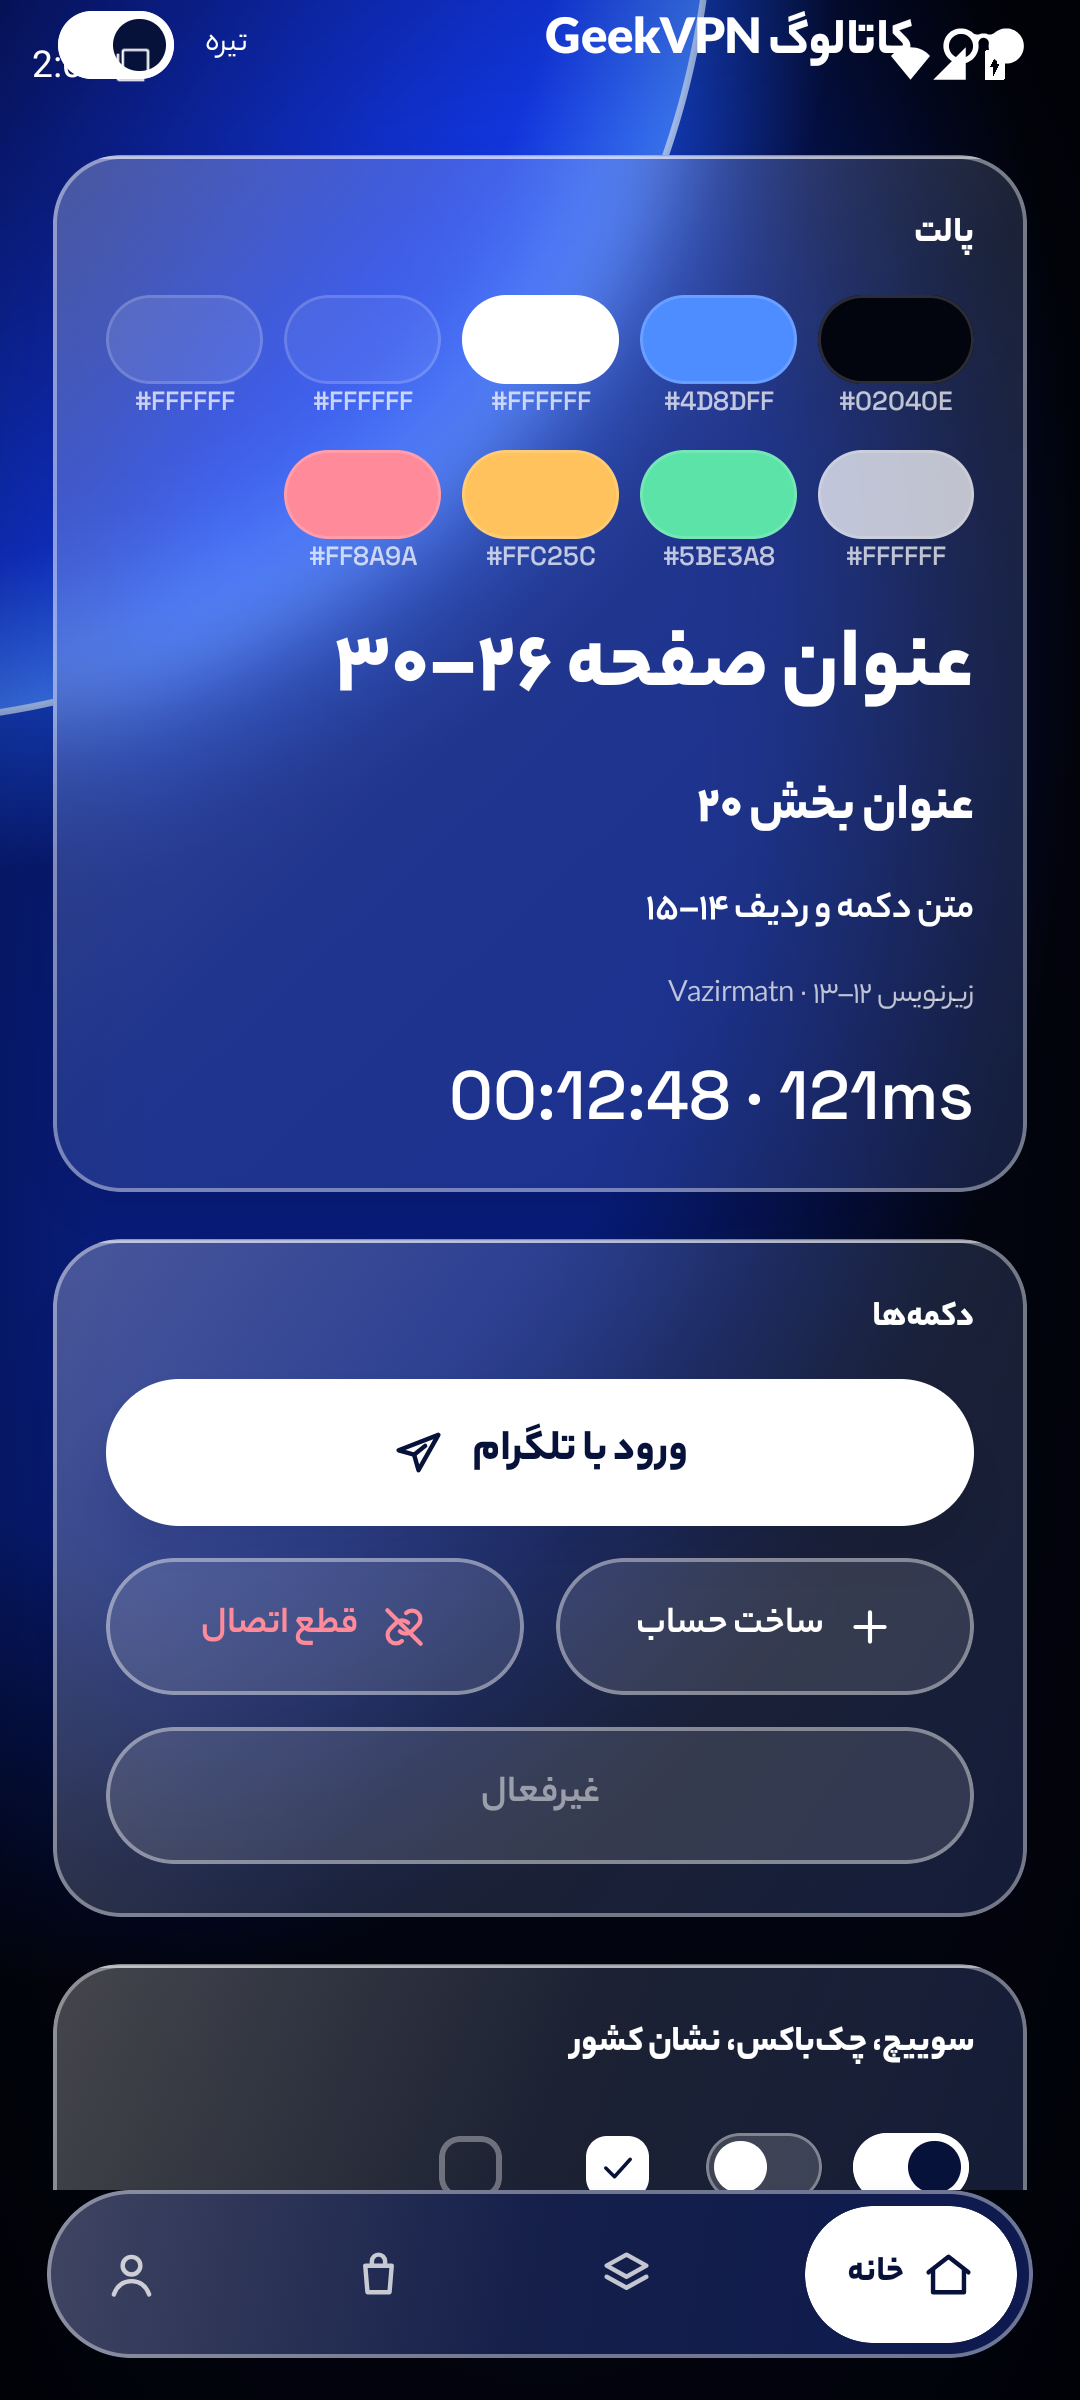 کاتالوگ GeekVPN
تیره
پالت
#02040E #4D8DFF #FFFFFF #FFFFFF #FFFFFF
#FFFFFF #5BE3A8 #FFC25C #FF8A9A
عنوان صفحه ۲۶–۳۰
عنوان بخش ۲۰
متن دکمه و ردیف ۱۴–۱۵
زیرنویس ۱۲–۱۳ · Vazirmatn
00:12:48 · 121ms
دکمه‌ها
ورود با تلگرام
ساخت حساب
قطع اتصال
غیرفعال
سوییچ، چک‌باکس، نشان کشور
خانه